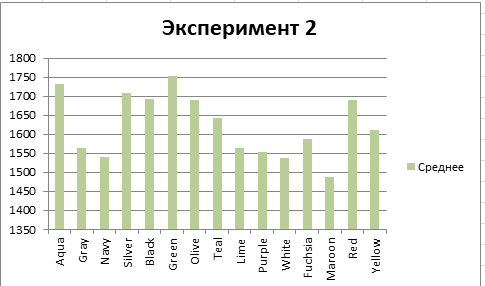 Эксперимент 2
1800
1750
1700
1650
1600
1550
1500
1450
1400
1350
Aqua
Gray
Navy
Silver
Black
Green
Olive
Teal
Lime
Purple
White
Fuchsia
Maroon
Red
Yellow
Среднее